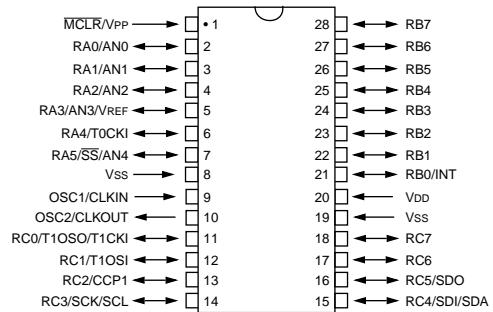 MCLR/VPP 1 28 RB7
RA0/AN0 2 27 RB6
RA1/AN1 3 26 RB5
RA2/AN2 4 25 RB4
RA3/AN3/VREF 5 24 RB3
RA4/T0CKI 6 23 RB2
RA5/SS/AN4 7 22 RB1
VSS 8 21 RB0/INT
OSC1/CLKIN 9 20 VDD
OSC2/CLKOUT 10 19 VSS
RC0/T1OSO/T1CKI 11 18 RC7
RC1/T1OSI 12 17 RC6
RC2/CCP1 13 16 RC5/SDO
RC3/SCK/SCL 14 15 RC4/SDI/SDA